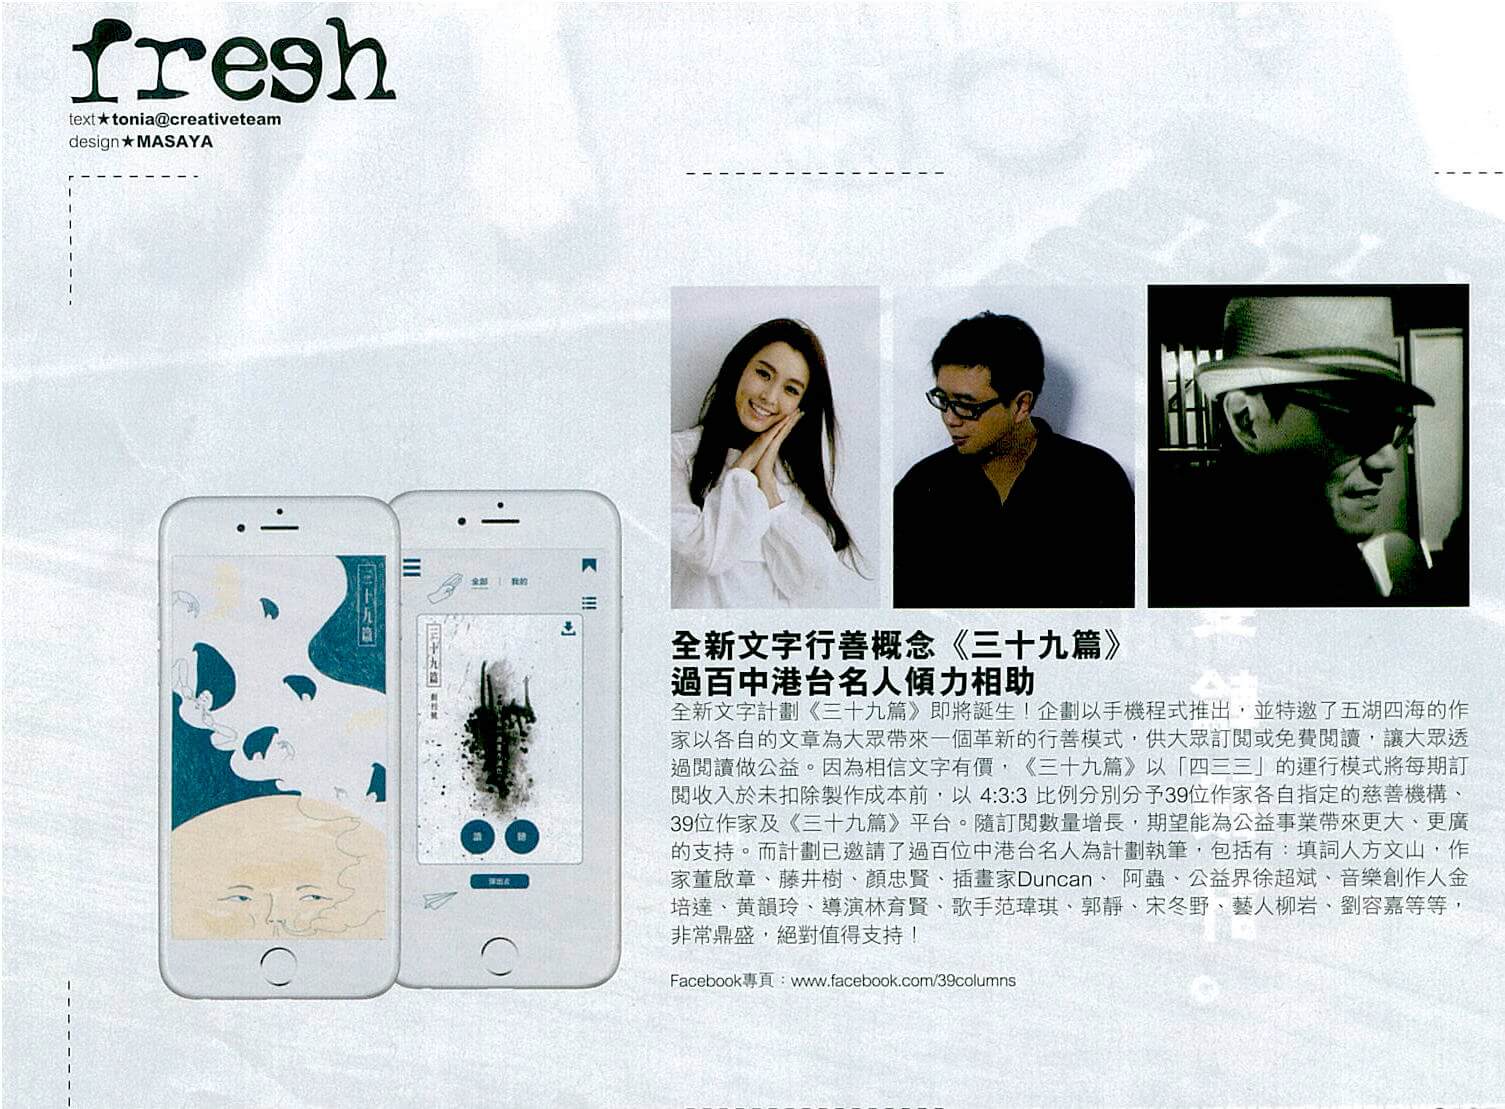 fresh
text★tonia@creativeteam
design★MASAYA
三十九篇
全部｜我的
三十九篇
創刊號
讀
聽
彈出去
全新文字行善概念《三十九篇》
過百中港台名人傾力相助
全新文字計劃《三十九篇》即將誕生！企劃以手機程式推出，並特邀了五湖四海的作
家以各自的文章為大眾帶來一個革新的行善模式，供大眾訂閱或免費閱讀，讓大眾透
過閱讀做公益。因為相信文字有價，《三十九篇》以「四三三」的運行模式將每期訂
閱收入於未扣除製作成本前，以 4:3:3 比例分別分予39位作家各自指定的慈善機構、
39位作家及《三十九篇》平台。隨訂閱數量增長，期望能為公益事業帶來更大、更廣
的支持。而計劃已邀請了過百位中港台名人為計劃執筆，包括有：填詞人方文山，作
家董啟章、藤井樹、顏忠賢、插畫家Duncan、 阿蟲、公益界徐超斌、音樂創作人金
培達、黃韻玲、導演林育賢、歌手范瑋琪、郭靜、宋冬野、藝人柳岩、劉容嘉等等，
非常鼎盛，絕對值得支持！
Facebook專頁：www.facebook.com/39columns